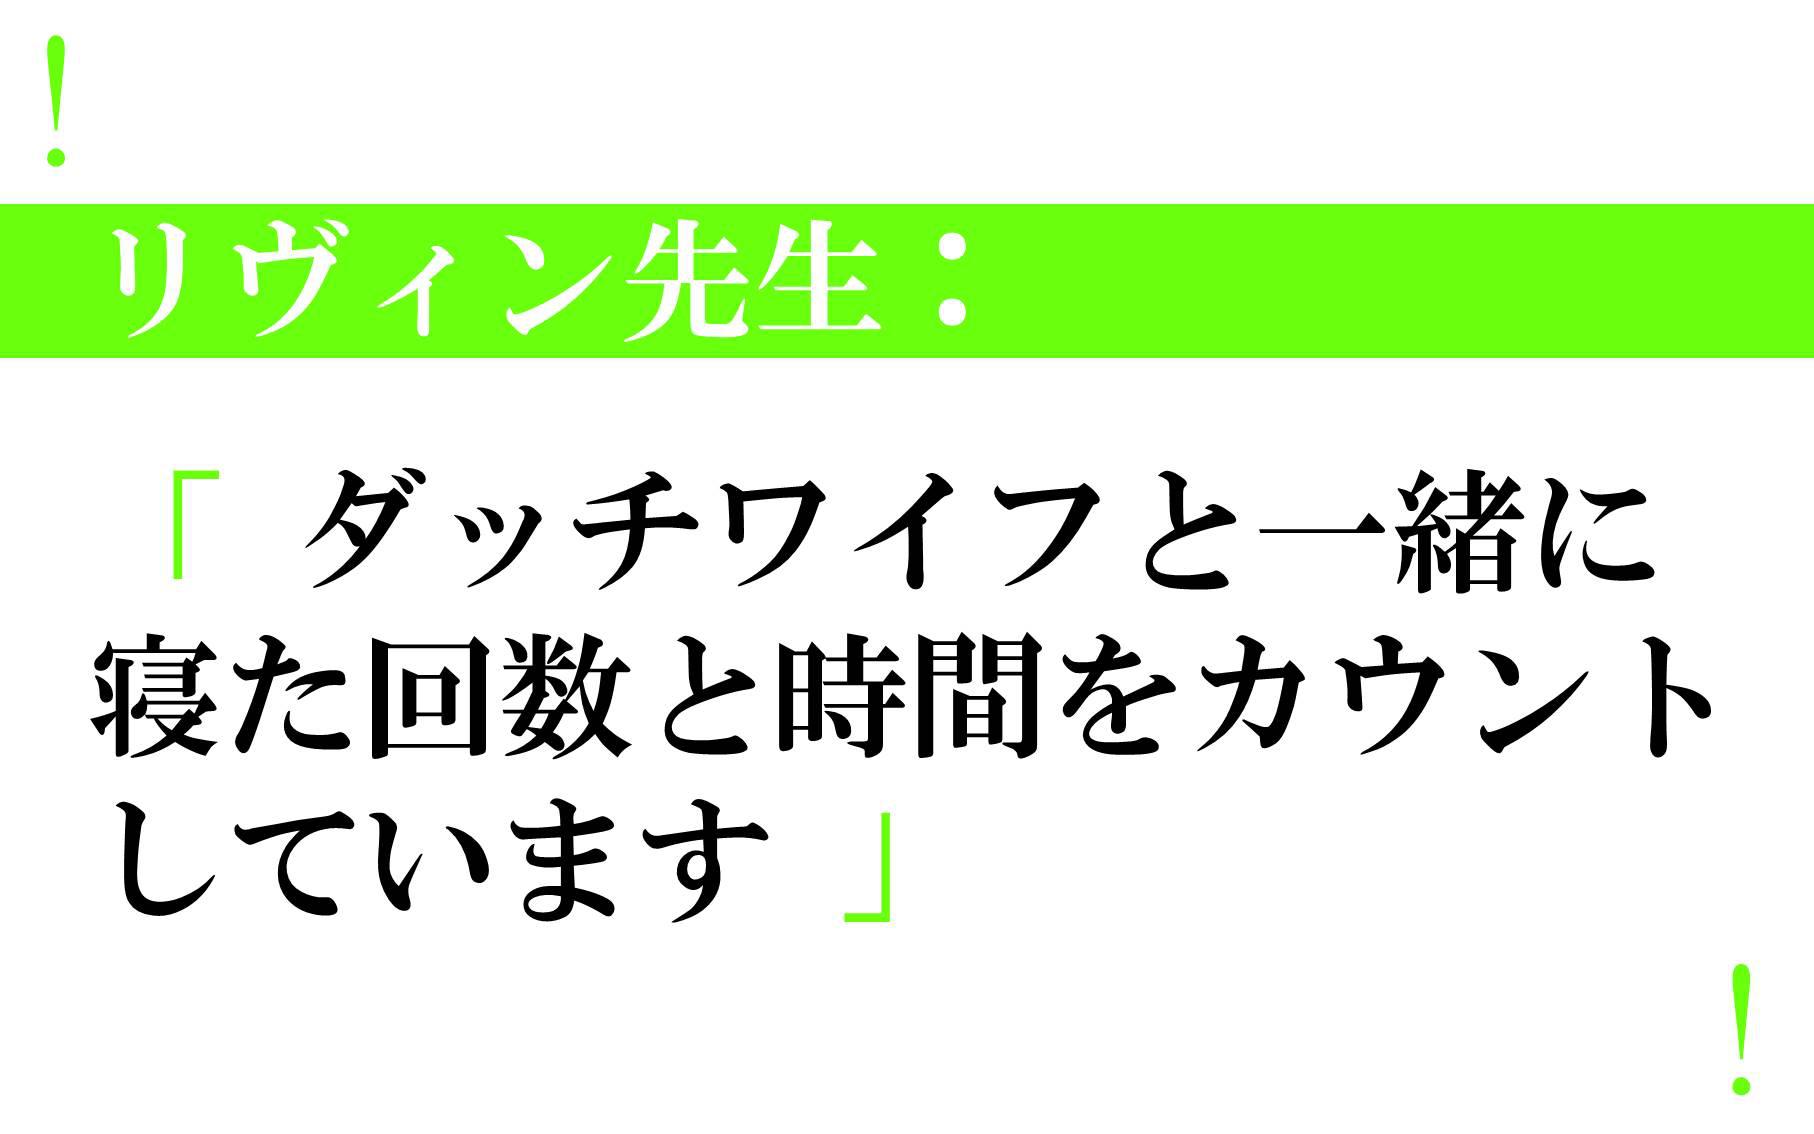 !
リヴィン先生：
「 ダッチワイフと一緒に
寝た回数と時間をカウント
しています 」
!